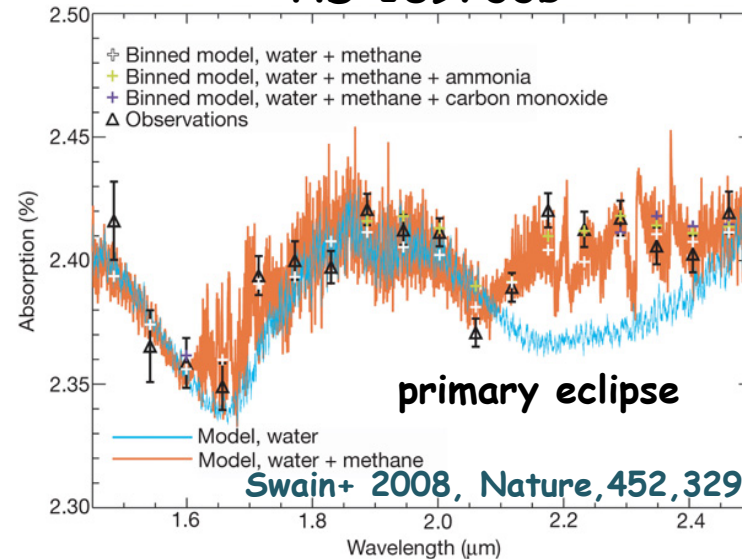 2.50
Binned model, water + methane
Binned model, water + methane + ammonia
Binned model, water + methane + carbon monoxide
Observations
2.45
Absorption (%)
2.40
2.35
primary eclipse
Model, water
Model, water + methane
Swain+ 2008, Nature,452,329
2.30
1.6 1.8 2.0 2.2 2.4
Wavelength (μm)